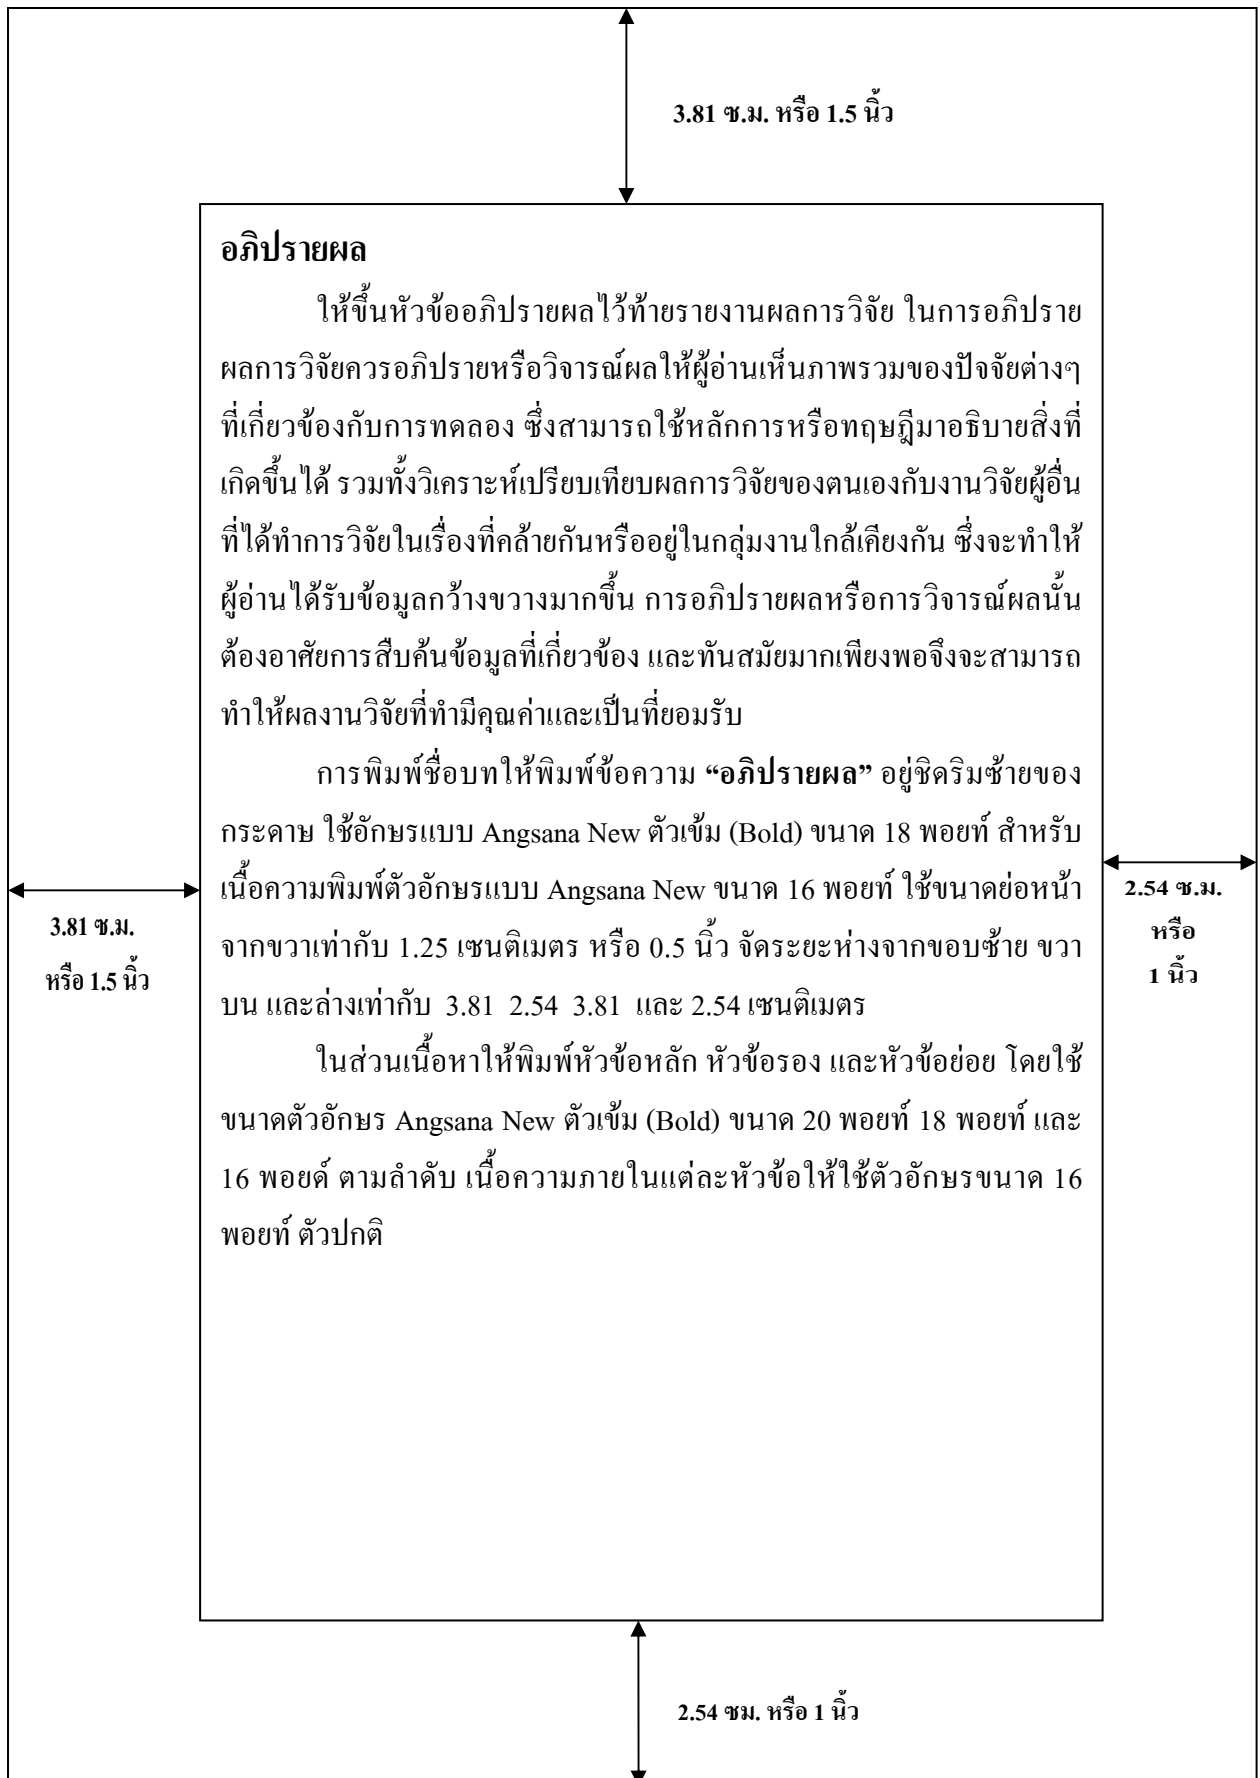 3.81 ซ.ม. หรือ 1.5 นิ้ว
อภิปรายผล
ให้ขึ้นหัวข้ออภิปรายผลไว้ท้ายรายงานผลการวิจัย ในการอภิปราย
ผลการวิจัยควรอภิปรายหรือวิจารณ์ผลให้ผู้อ่านเห็นภาพรวมของปัจจัยต่างๆ
ที่เกี่ยวข้องกับการทดลอง ซึ่งสามารถใช้หลักการหรือทฤษฎีมาอธิบายสิ่งที่
เกิดขึ้นได้ รวมทั้งวิเคราะห์เปรียบเทียบผลการวิจัยของตนเองกับงานวิจัยผู้อื่น
ที่ได้ทำการวิจัยในเรื่องที่คล้ายกันหรืออยู่ในกลุ่มงานใกล้เคียงกัน ซึ่งจะทำให้
ผู้อ่านได้รับข้อมูลกว้างขวางมากขึ้น การอภิปรายผลหรือการวิจารณ์ผลนั้น
ต้องอาศัยการสืบค้นข้อมูลที่เกี่ยวข้อง และทันสมัยมากเพียงพอจึงจะสามารถ
ทำให้ผลงานวิจัยที่ทำมีคุณค่าและเป็นที่ยอมรับ
การพิมพ์ชื่อบทให้พิมพ์ข้อความ “อภิปรายผล” อยู่ชิดริมซ้ายของ
กระดาษ ใช้อักษรแบบ Angsana New ตัวเข้ม (Bold) ขนาด 18 พอยท์ สำหรับ
เนื้อความพิมพ์ตัวอักษรแบบ Angsana New ขนาด 16 พอยท์ ใช้ขนาดย่อหน้า
จากขวาเท่ากับ 1.25 เซนติเมตร หรือ 0.5 นิ้ว จัดระยะห่างจากขอบซ้าย ขวา
บน และล่างเท่ากับ 3.81 2.54 3.81 และ 2.54 เซนติเมตร
ในส่วนเนื้อหาให้พิมพ์หัวข้อหลัก หัวข้อรอง และหัวข้อย่อย โดยใช้
ขนาดตัวอักษร Angsana New ตัวเข้ม (Bold) ขนาด 20 พอยท์ 18 พอยท์ และ
16 พอยด์ ตามลำดับ เนื้อความภายในแต่ละหัวข้อให้ใช้ตัวอักษรขนาด 16
พอยท์ ตัวปกติ
3.81 ซ.ม.
หรือ 1.5 นิ้ว
2.54 ซ.ม.
หรือ
1 นิ้ว
2.54 ซม. หรือ 1 นิ้ว